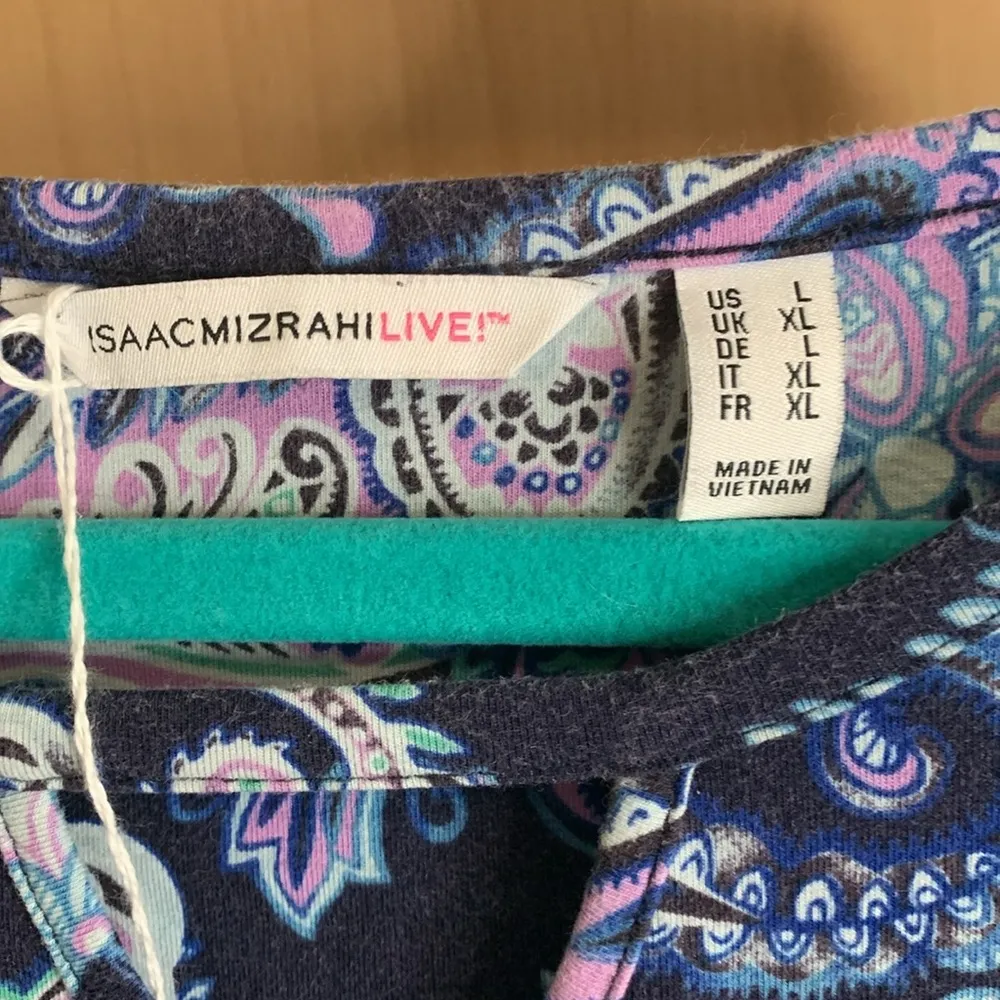 ISAACMIZRAHILIVE!™
US L
UK XL
DE L
IT XL
FR XL
MADE IN
VIETNAM